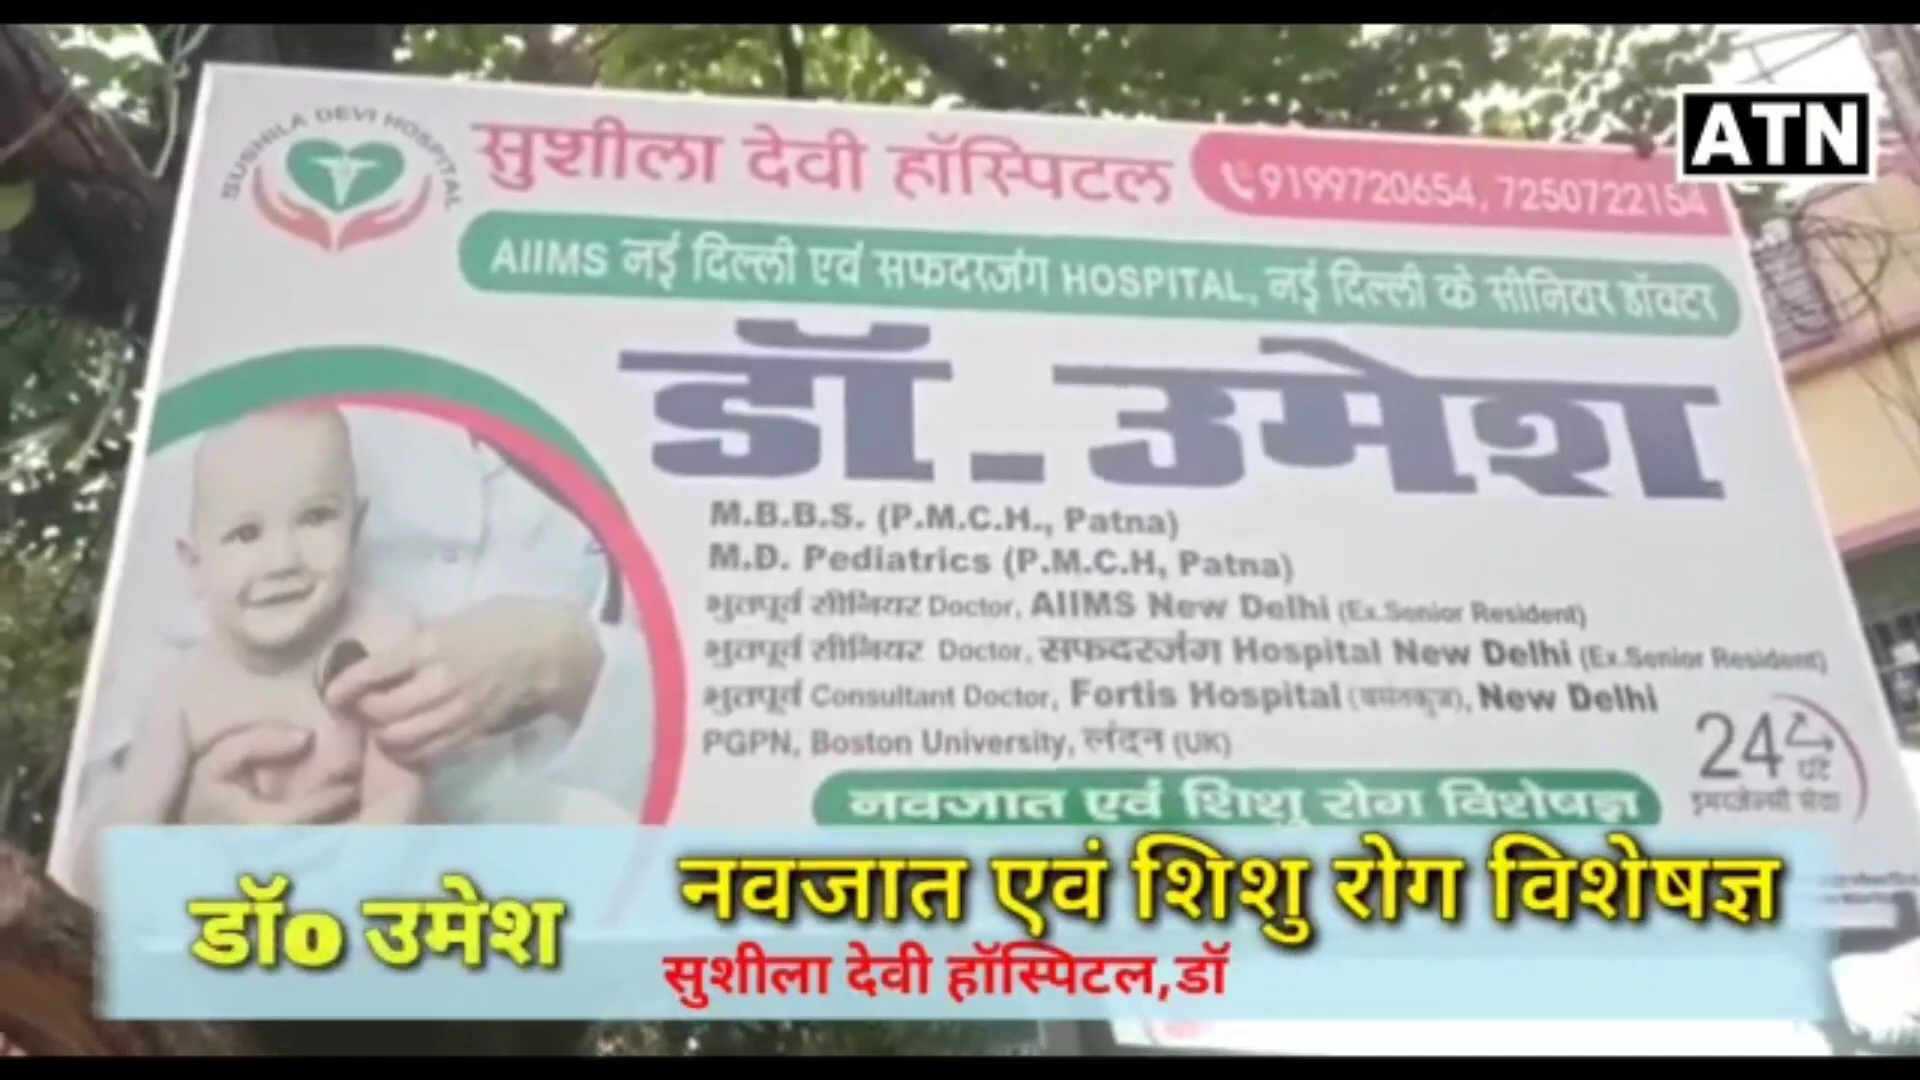 ATN
SUSHILA DEVI HOSPITAL
सुशीला देवी हॉस्पिटल
9199720654, 7250722154
AIIMS नई दिल्ली एवं सफदरजंग HOSPITAL, नई दिल्ली के सीनियर डॉक्टर
डॉ. उमेश
M.B.B.S. (P.M.C.H., Patna)
M.D. Pediatrics (P.M.C.H, Patna)
भुतपूर्व सीनियर Doctor, AIIMS New Delhi (Ex.Senior Resident)
भुतपूर्व सीनियर Doctor, सफदरजंग Hospital New Delhi (Ex.Senior Resident)
भुतपूर्व Consultant Doctor, Fortis Hospital (वसंतकुंज), New Delhi
PGPN, Boston University, लंदन (UK)
24 घंटे
इमरजेन्सी सेवा
नवजात एवं शिशु रोग विशेषज्ञ
डॉ0 उमेश
नवजात एवं शिशु रोग विशेषज्ञ
सुशीला देवी हॉस्पिटल,डॉ